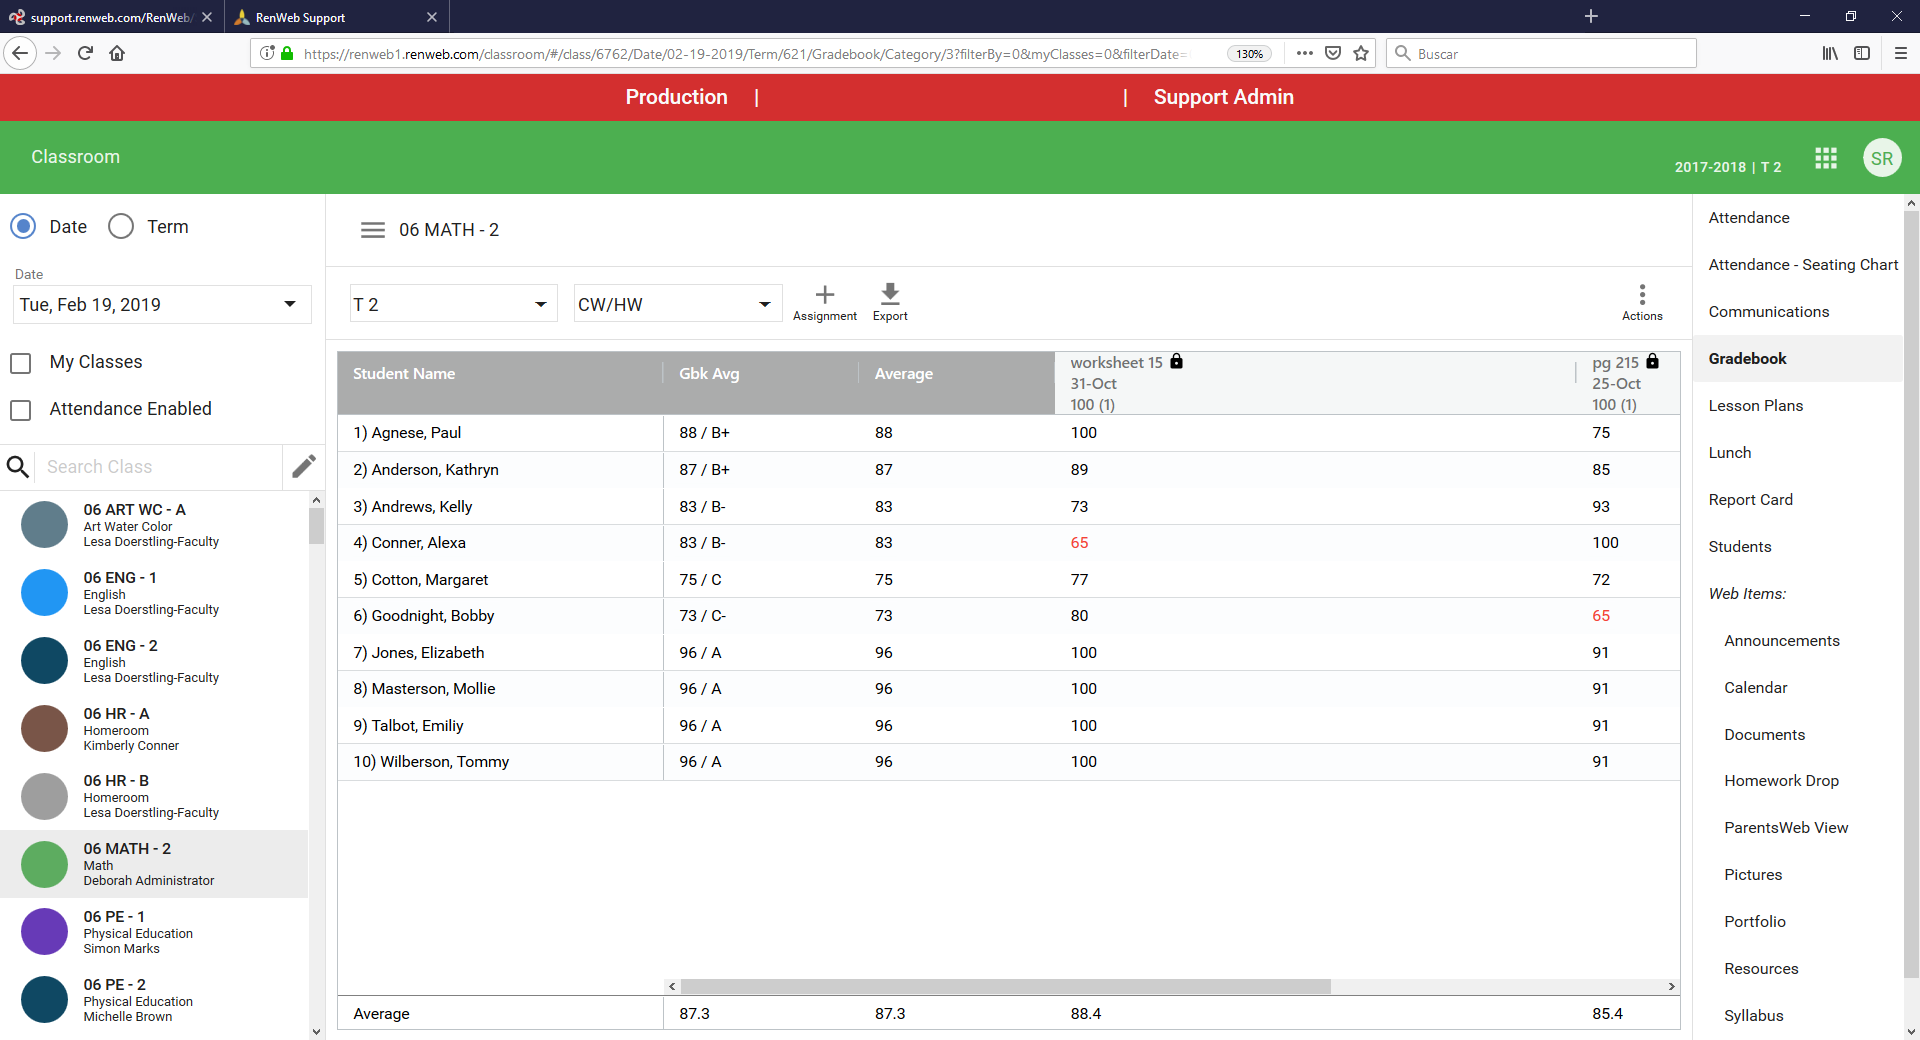 support.renweb.com/RenWeb/
RenWeb Support
https://renweb1.renweb.com/classroom/#/class/6762/Date/02-19-2019/Term/621/Gradebook/Category/3?filterBy=0&myClasses=0&filterDate=
130%
Buscar
Production | | Support Admin
Classroom
2017-2018 | T 2
SR
Date Term
Date
Tue, Feb 19, 2019
My Classes
Attendance Enabled
Search Class
06 ART WC - A
Art Water Color
Lesa Doerstling-Faculty
06 ENG - 1
English
Lesa Doerstling-Faculty
06 ENG - 2
English
Lesa Doerstling-Faculty
06 HR - A
Homeroom
Kimberly Conner
06 HR - B
Homeroom
Lesa Doerstling-Faculty
06 MATH - 2
Math
Deborah Administrator
06 PE - 1
Physical Education
Simon Marks
06 PE - 2
Physical Education
Michelle Brown
06 MATH - 2
T 2
CW/HW
Assignment
Export
Actions
Student Name Gbk Avg Average
worksheet 15
31-Oct
100 (1)
pg 215
25-Oct
100 (1)
1) Agnese, Paul 88 / B+ 88 100 75
2) Anderson, Kathryn 87 / B+ 87 89 85
3) Andrews, Kelly 83 / B- 83 73 93
4) Conner, Alexa 83 / B- 83 65 100
5) Cotton, Margaret 75 / C 75 77 72
6) Goodnight, Bobby 73 / C- 73 80 65
7) Jones, Elizabeth 96 / A 96 100 91
8) Masterson, Mollie 96 / A 96 100 91
9) Talbot, Emiliy 96 / A 96 100 91
10) Wilberson, Tommy 96 / A 96 100 91
Average 87.3 87.3 88.4 85.4
Attendance
Attendance - Seating Chart
Communications
Gradebook
Lesson Plans
Lunch
Report Card
Students
Web Items:
Announcements
Calendar
Documents
Homework Drop
ParentsWeb View
Pictures
Portfolio
Resources
Syllabus